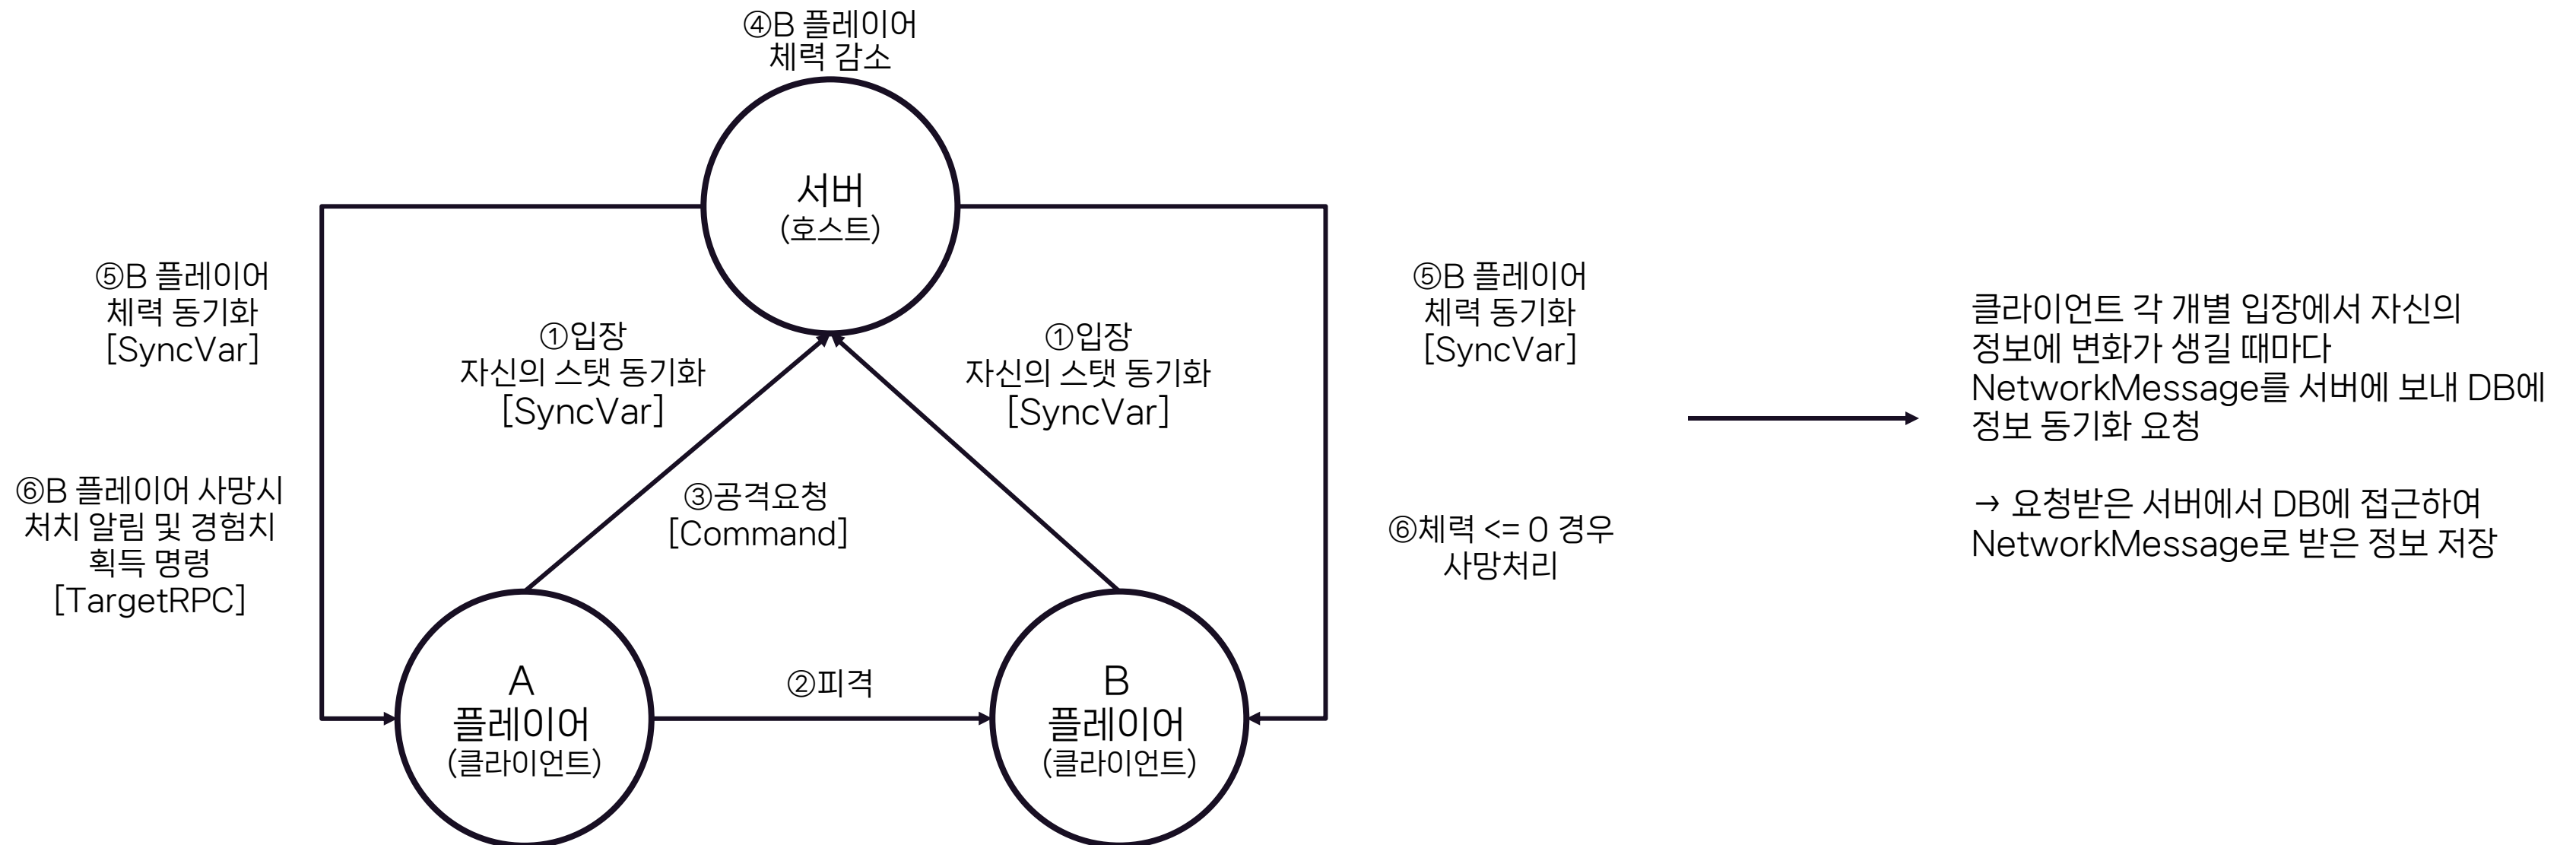 ④B 플레이어
체력 감소
서버
(호스트)
⑤B 플레이어
체력 동기화
[SyncVar]
①입장
자신의 스탯 동기화
[SyncVar]
①입장
자신의 스탯 동기화
[SyncVar]
⑤B 플레이어
체력 동기화
[SyncVar]
⑥B 플레이어 사망시
처치 알림 및 경험치
획득 명령
[TargetRPC]
③공격요청
[Command]
⑥체력 <= 0 경우
사망처리
A
플레이어
(클라이언트)
②피격
B
플레이어
(클라이언트)
클라이언트 각 개별 입장에서 자신의
정보에 변화가 생길 때마다
NetworkMessage를 서버에 보내 DB에
정보 동기화 요청
→ 요청받은 서버에서 DB에 접근하여
NetworkMessage로 받은 정보 저장